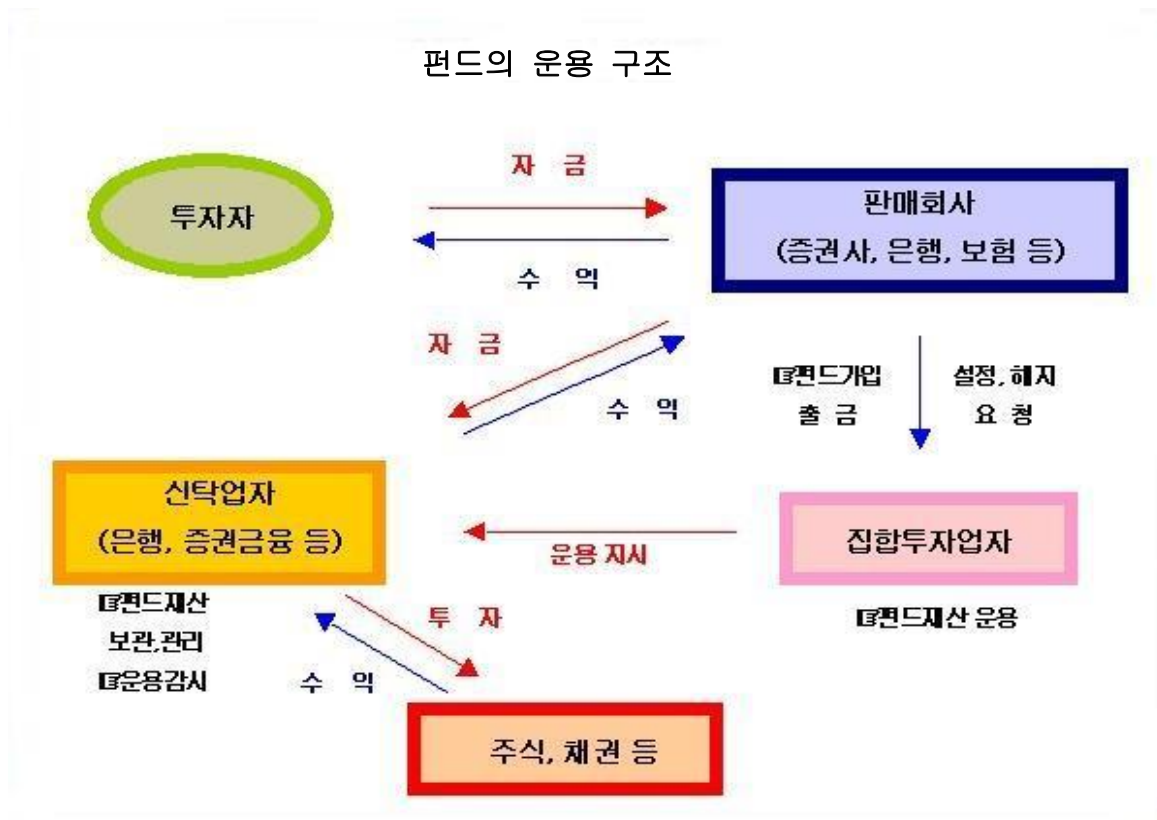 펀드의 운용 구조
투자자
자 금
수 익
판매회사
(증권사, 은행, 보험 등)
자 금
수 익
☞펀드가입
출 금
설정, 해지
요 청
신탁업자
(은행, 증권금융 등)
운용 지시
집합투자업자
☞펀드재산
보관,관리
☞운용감시
☞펀드재산 운용
투 자
수 익
주식, 채권 등